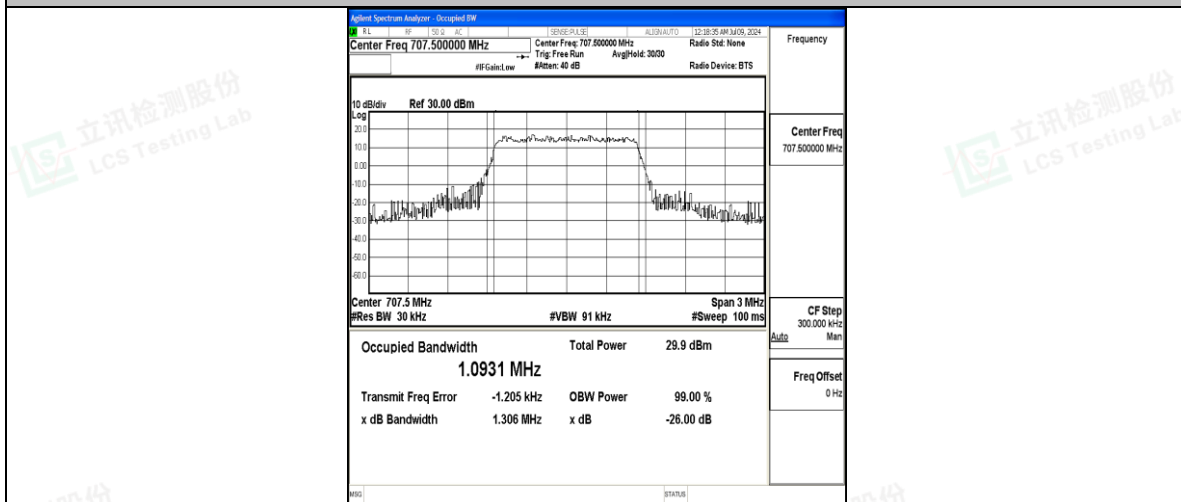 Agilent Spectrum Analyzer - Occupied BW
RL RF 50 Ω AC SENSE:PULSE ALIGN AUTO 12:18:35 AM Jul 09, 2024
Center Freq 707.500000 MHz
Center Freq: 707.500000 MHz
Radio Std: None
Trig: Free Run Avg|Hold: 30/30
#IFGain:Low #Atten: 40 dB Radio Device: BTS
Frequency
10 dB/div Ref 30.00 dBm
Log
20.0
10.0
0.00
-10.0
-20.0
-30.0
-40.0
-50.0
-60.0
Center 707.5 MHz Span 3 MHz
#Res BW 30 kHz #VBW 91 kHz #Sweep 100 ms
Occupied Bandwidth Total Power 29.9 dBm
1.0931 MHz
Transmit Freq Error -1.205 kHz OBW Power 99.00 %
x dB Bandwidth 1.306 MHz x dB -26.00 dB
Center Freq
707.500000 MHz
CF Step
300.000 kHz
Auto Man
Freq Offset
0 Hz
MSG STATUS
立讯检测股份
LCS Testing Lab
立讯检测股份
LCS Testing Lab